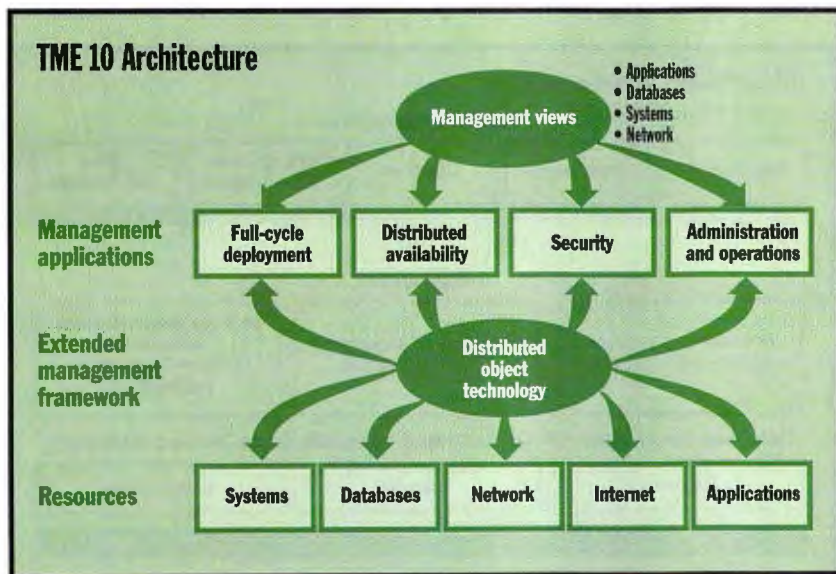 TME 10 Architecture
Management views
• Applications
• Databases
• Systems
• Network
Management
applications
Full-cycle
deployment
Distributed
availability
Security
Administration
and operations
Extended
management
framework
Distributed
object
technology
Resources
Systems
Databases
Network
Internet
Applications